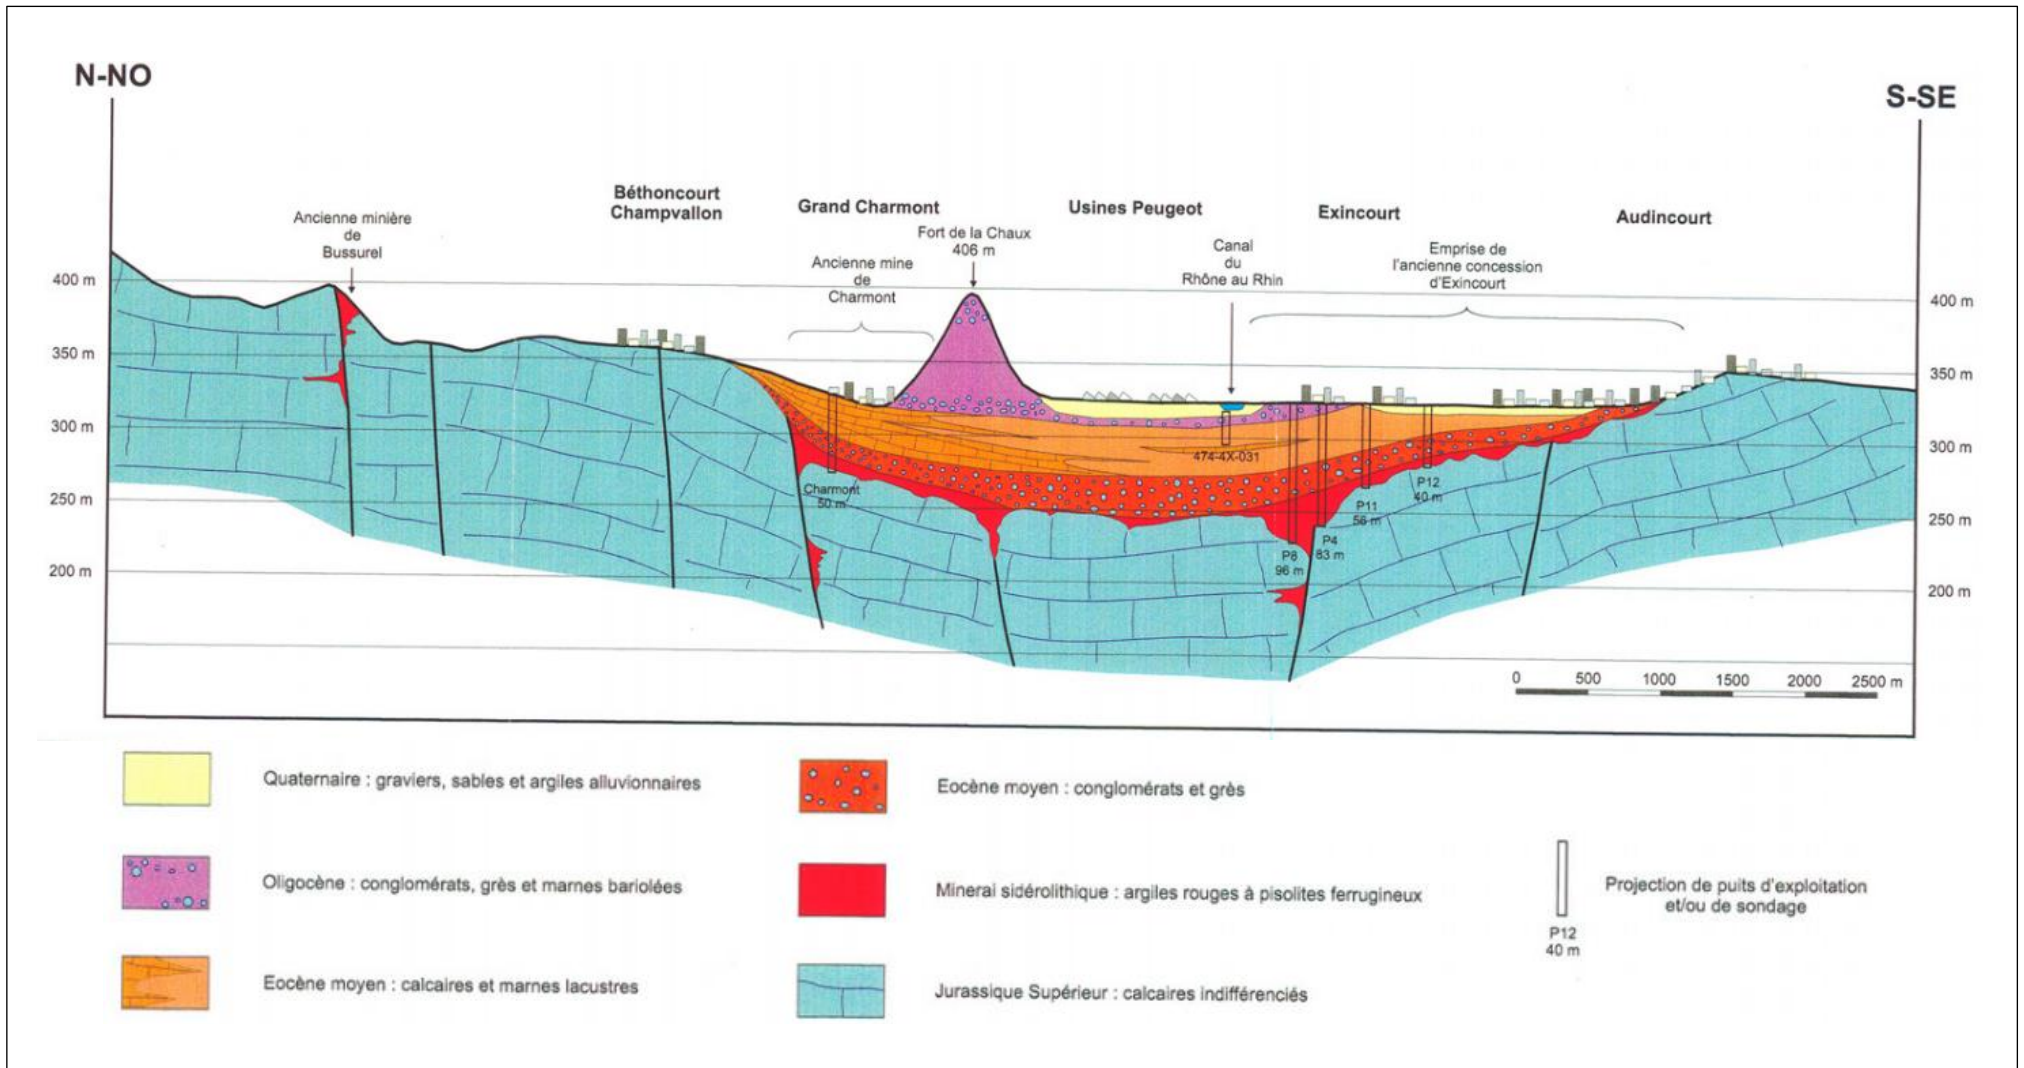 N-NO
S-SE
Béthoncourt
Champvallon
Grand Charmont
Usines Peugeot
Exincourt
Audincourt
Ancienne minière
de
Bussurel
Fort de la Chaux
406 m
Ancienne mine
de
Charmont
Canal
du
Rhône au Rhin
Emprise de
l'ancienne concession
d'Exincourt
400 m
350 m
300 m
250 m
200 m
400 m
350 m
300 m
250 m
200 m
Charmont
50 m
474-4X-031
P8
96 m
P4
83 m
P11
56 m
P12
40 m
0 500 1000 1500 2000 2500 m
Quaternaire : graviers, sables et argiles alluvionnaires
Oligocène : conglomérats, grès et marnes bariolées
Eocène moyen : calcaires et marnes lacustres
Eocène moyen : conglomérats et grès
Minerai sidérolithique : argiles rouges à pisolites ferrugineux
Jurassique Supérieur : calcaires indifférenciés
P12
40 m
Projection de puits d'exploitation
et/ou de sondage